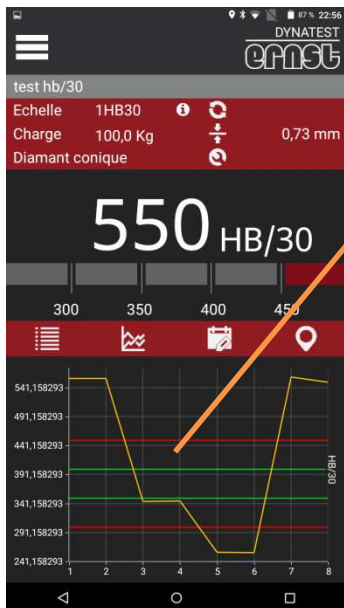 87 % 22:56
DYNATEST
ernst
test hb/30
Echelle 1HB30
Charge 100,0 Kg 0,73 mm
Diamant conique
550 HB/30
300 350 400 450
541,158293
491,158293
441,158293
391,158293
341,158293
291,158293
241,158293
HB/30
1 2 3 4 5 6 7 8